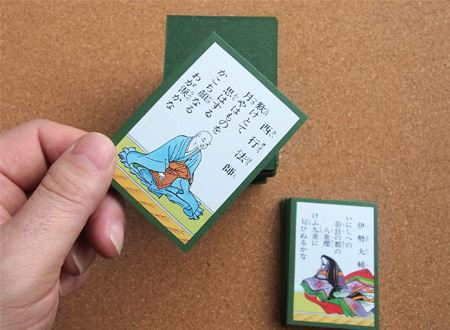 西行法師
歎けとて
月やはものを
思はする
かこち顔なる
わが涙かな
伊勢大輔
いにしへの
奈良の都の
八重櫻
けふ九重に
匂ひぬるかな